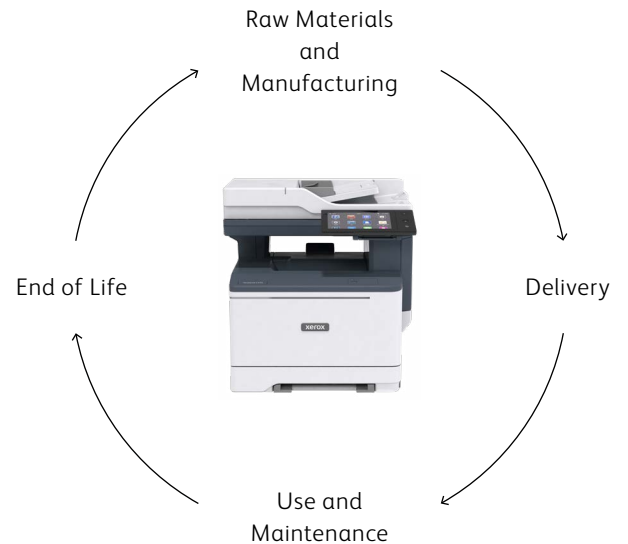 Raw Materials
and
Manufacturing
End of Life
Delivery
xerox
Use and
Maintenance